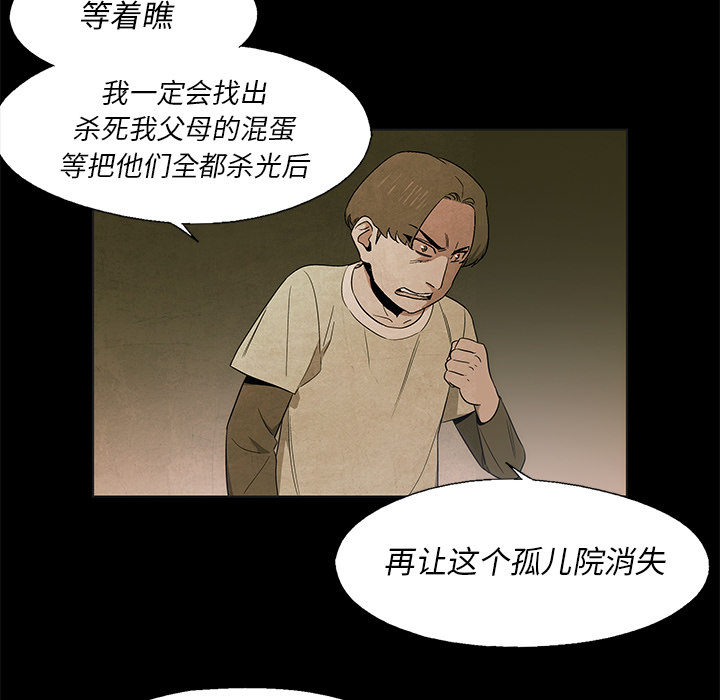 等着瞧
我一定会找出
杀死我父母的混蛋
等把他们全都杀光后
再让这个孤儿院消失